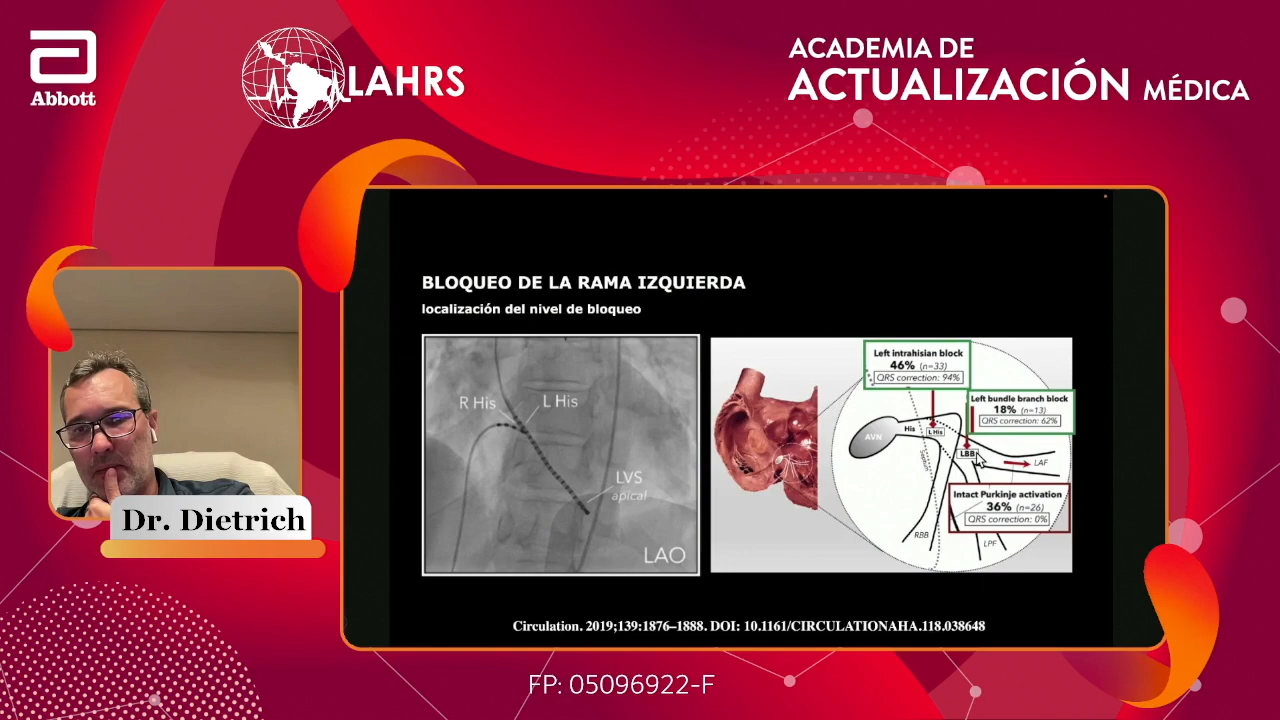 Abbott
LAHRS
ACADEMIA DE
ACTUALIZACIÓN MÉDICA
BLOQUEO DE LA RAMA IZQUIERDA
localización del nivel de bloqueo
R His
L His
LVS
apical
LAO
Left intrahisian block
46% (n=33)
QRS correction: 94%
Left bundle branch block
18% (n=13)
QRS correction: 62%
AVN
His
L His
LBB
LAF
Intact Purkinje activation
36% (n=26)
QRS correction: 0%
RBB
LPF
Circulation. 2019;139:1876–1888. DOI: 10.1161/CIRCULATIONAHA.118.038648
Dr. Dietrich
FP: 05096922-F